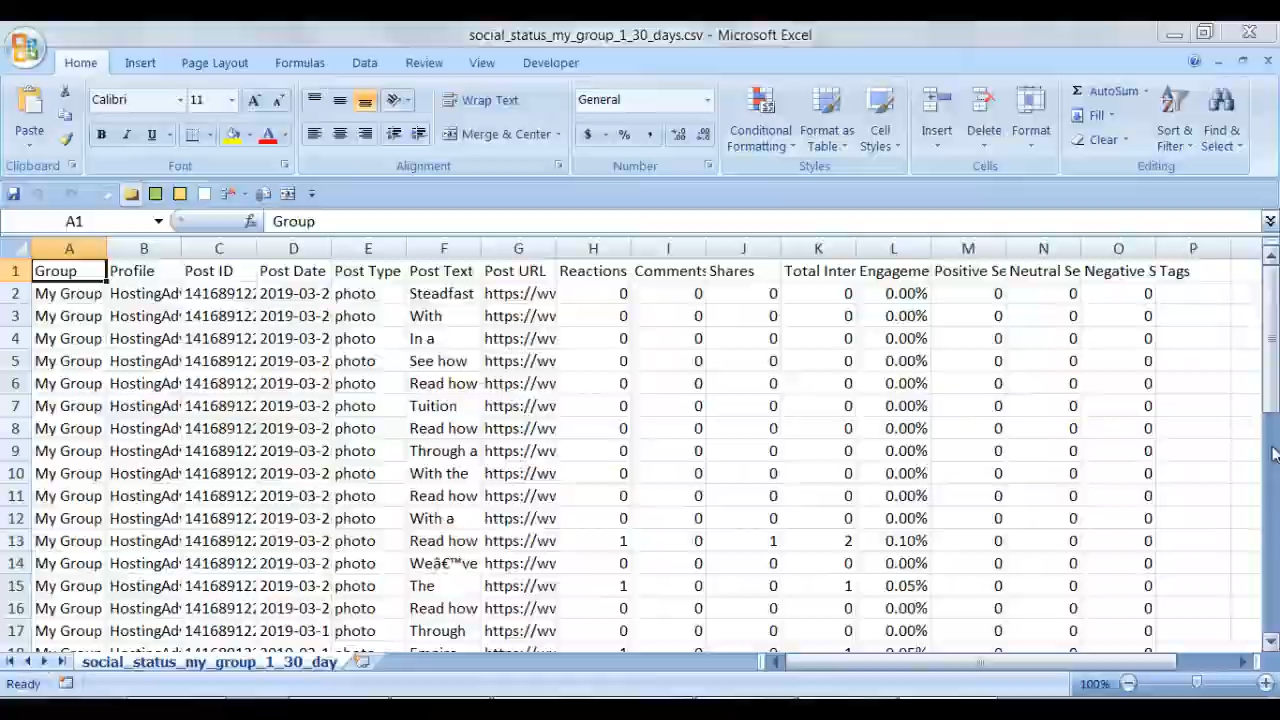 social_status_my_group_1_30_days.csv - Microsoft Excel
Home Insert Page Layout Formulas Data Review View Developer
Calibri 11 Wrap Text General AutoSum
Fill
Paste B I U Merge & Center $ % , Conditional Formatting Format as Table Cell Styles Insert Delete Format Clear Sort & Filter Find & Select
Clipboard Font Alignment Number Styles Cells Editing
A1 fx Group
A B C D E F G H I J K L M N O P
1 Group Profile Post ID Post Date Post Type Post Text Post URL Reactions Comments Shares Total Inter Engageme Positive Se Neutral Se Negative S Tags
2 My Group HostingAd 14168912 2019-03-2 photo Steadfast https://wv 0 0 0 0 0.00% 0 0 0
3 My Group HostingAd 14168912 2019-03-2 photo With https://wv 0 0 0 0 0.00% 0 0 0
4 My Group HostingAd 14168912 2019-03-2 photo In a https://wv 0 0 0 0 0.00% 0 0 0
5 My Group HostingAd 14168912 2019-03-2 photo See how https://wv 0 0 0 0 0.00% 0 0 0
6 My Group HostingAd 14168912 2019-03-2 photo Read how https://wv 0 0 0 0 0.00% 0 0 0
7 My Group HostingAd 14168912 2019-03-2 photo Tuition https://wv 0 0 0 0 0.00% 0 0 0
8 My Group HostingAd 14168912 2019-03-2 photo Read how https://wv 0 0 0 0 0.00% 0 0 0
9 My Group HostingAd 14168912 2019-03-2 photo Through a https://wv 0 0 0 0 0.00% 0 0 0
10 My Group HostingAd 14168912 2019-03-2 photo With the https://wv 0 0 0 0 0.00% 0 0 0
11 My Group HostingAd 14168912 2019-03-2 photo Read how https://wv 0 0 0 0 0.00% 0 0 0
12 My Group HostingAd 14168912 2019-03-2 photo With a https://wv 0 0 0 0 0.00% 0 0 0
13 My Group HostingAd 14168912 2019-03-2 photo Read how https://wv 1 0 1 2 0.10% 0 0 0
14 My Group HostingAd 14168912 2019-03-2 photo Weâ€™ve https://wv 0 0 0 0 0.00% 0 0 0
15 My Group HostingAd 14168912 2019-03-2 photo The https://wv 1 0 0 1 0.05% 0 0 0
16 My Group HostingAd 14168912 2019-03-2 photo Read how https://wv 0 0 0 0 0.00% 0 0 0
17 My Group HostingAd 14168912 2019-03-1 photo Through https://wv 0 0 0 0 0.00% 0 0 0
social_status_my_group_1_30_day
Ready 100%